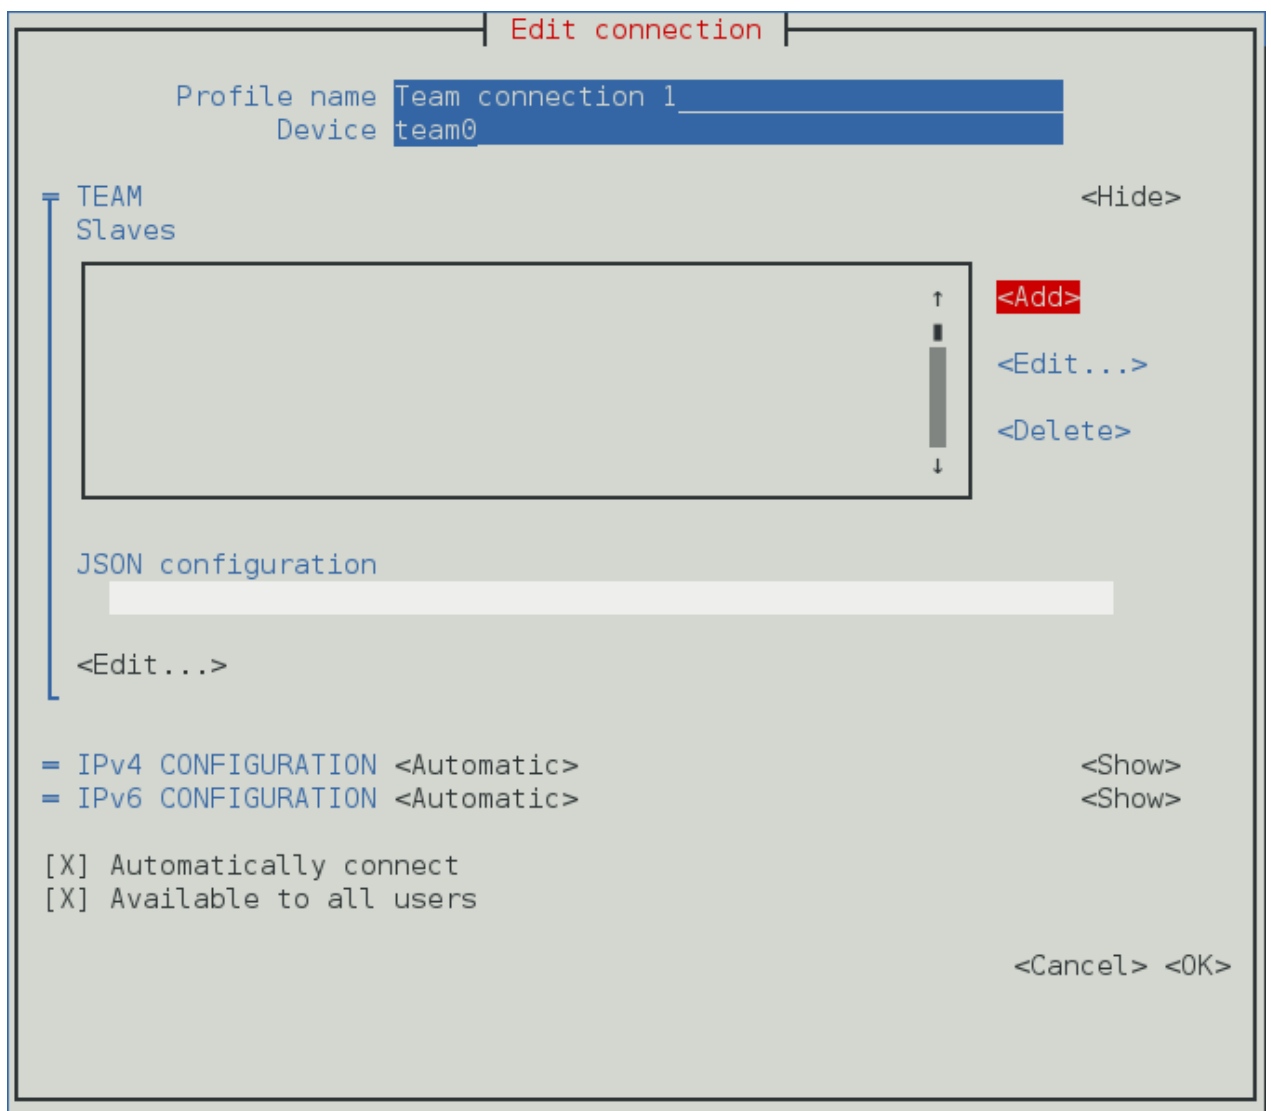 Edit connection
Profile name Team connection 1
Device team0
TEAM <Hide>
Slaves
↑
<Add>
<Edit...>
<Delete>
↓
JSON configuration
<Edit...>
= IPv4 CONFIGURATION <Automatic> <Show>
= IPv6 CONFIGURATION <Automatic> <Show>
[X] Automatically connect
[X] Available to all users
<Cancel> <OK>